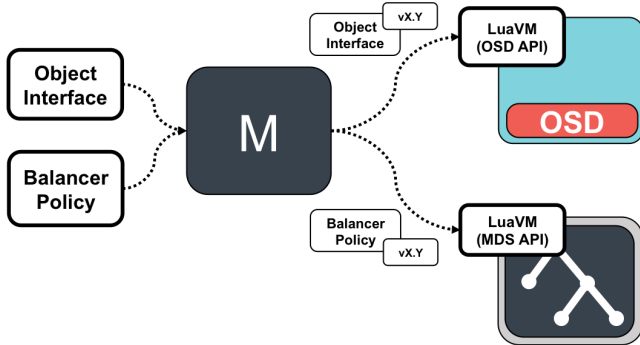 Object
Interface
Balancer
Policy
M
Object
Interface
vX.Y
LuaVM
(OSD API)
OSD
Balancer
Policy
vX.Y
LuaVM
(MDS API)